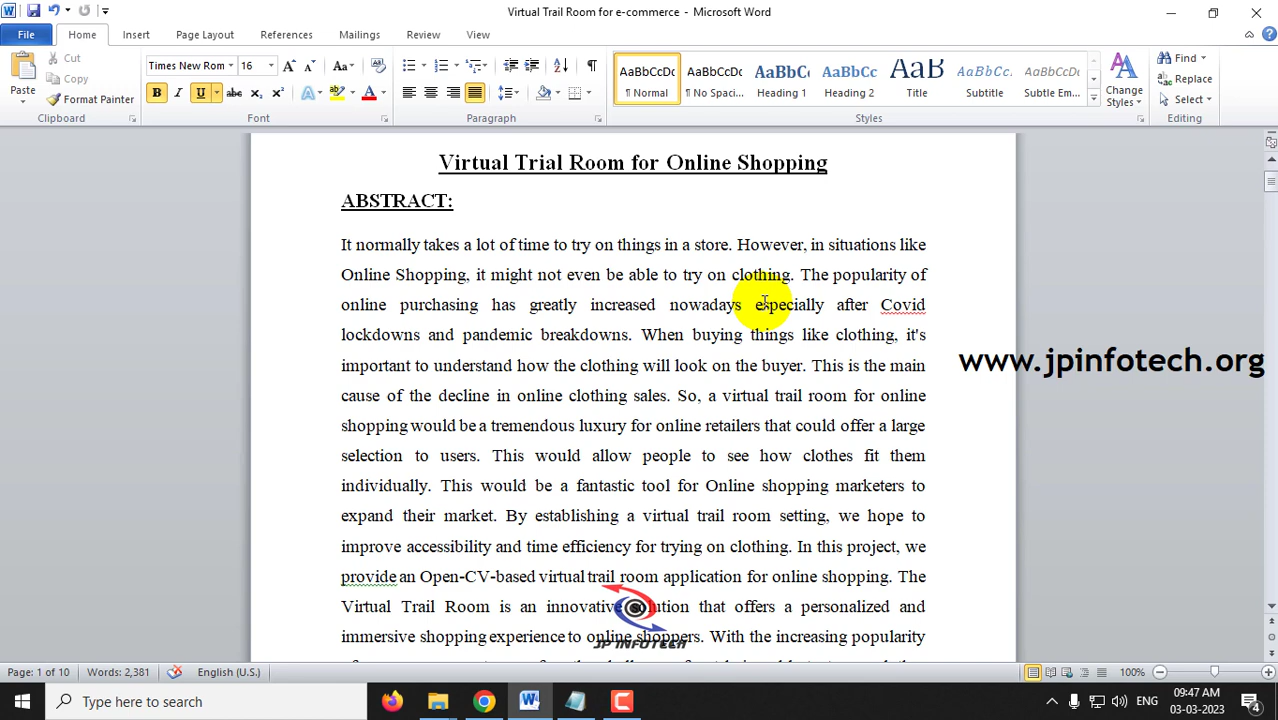 Virtual Trail Room for e-commerce - Microsoft Word
File Home Insert Page Layout References Mailings Review View
Cut
Copy
Format Painter
Paste
Clipboard
Times New Rom 16
Font
Paragraph
AaBbCcDc AaBbCcDc AaBbCc AaBbCc AaB AaBbCcL AaBbCcDc
¶ Normal ¶ No Spaci... Heading 1 Heading 2 Title Subtitle Subtle Em...
Change Styles
Styles
Find
Replace
Select
Editing
Virtual Trial Room for Online Shopping
ABSTRACT:
It normally takes a lot of time to try on things in a store. However, in situations like
Online Shopping, it might not even be able to try on clothing. The popularity of
online purchasing has greatly increased nowadays especially after Covid
lockdowns and pandemic breakdowns. When buying things like clothing, it's
important to understand how the clothing will look on the buyer. This is the main
cause of the decline in online clothing sales. So, a virtual trail room for online
shopping would be a tremendous luxury for online retailers that could offer a large
selection to users. This would allow people to see how clothes fit them
individually. This would be a fantastic tool for Online shopping marketers to
expand their market. By establishing a virtual trail room setting, we hope to
improve accessibility and time efficiency for trying on clothing. In this project, we
provide an Open-CV-based virtual trail room application for online shopping. The
Virtual Trail Room is an innovative solution that offers a personalized and
immersive shopping experience to online shoppers. With the increasing popularity
www.jpinfotech.org
JP INFOTECH
Page: 1 of 10 Words: 2,381 English (U.S.) 100%
Type here to search
ENG
09:47 AM
03-03-2023
4